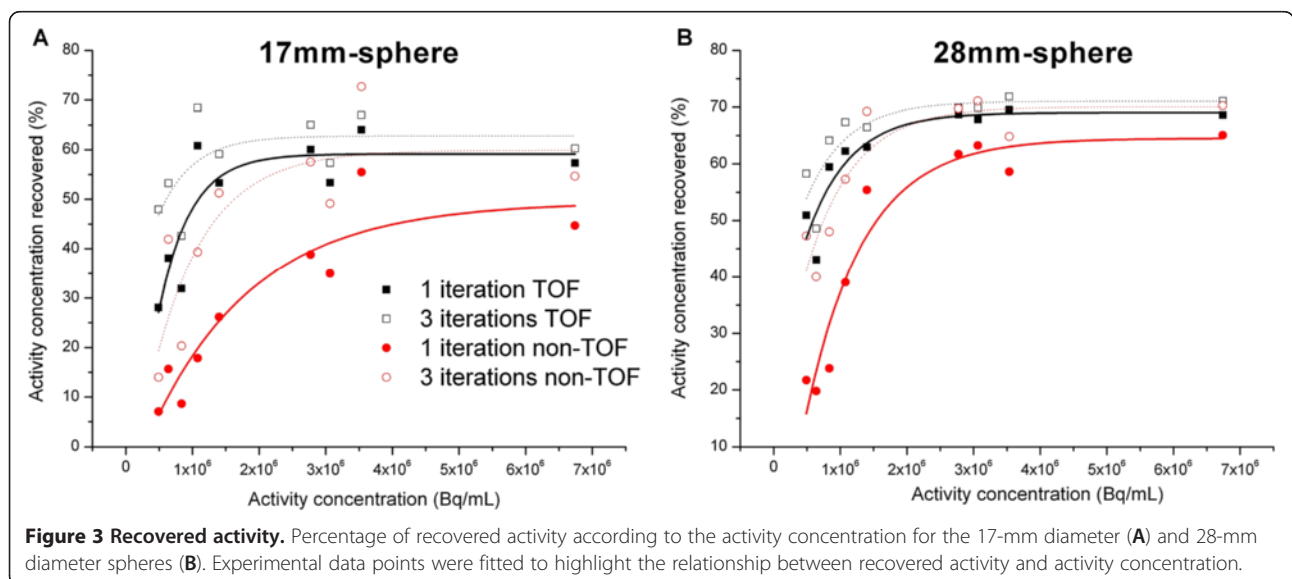 A
17mm-sphere
80
70
60
50
40
30
20
10
0
Activity concentration recovered (%)
1 iteration TOF
3 iterations TOF
1 iteration non-TOF
3 iterations non-TOF
0 1x10⁶ 2x10⁶ 3x10⁶ 4x10⁶ 5x10⁶ 6x10⁶ 7x10⁶
Activity concentration (Bq/mL)
B
28mm-sphere
80
70
60
50
40
30
20
10
Activity concentration recovered (%)
0 1x10⁶ 2x10⁶ 3x10⁶ 4x10⁶ 5x10⁶ 6x10⁶ 7x10⁶
Activity concentration (Bq/mL)
Figure 3 Recovered activity. Percentage of recovered activity according to the activity concentration for the 17-mm diameter (A) and 28-mm
diameter spheres (B). Experimental data points were fitted to highlight the relationship between recovered activity and activity concentration.